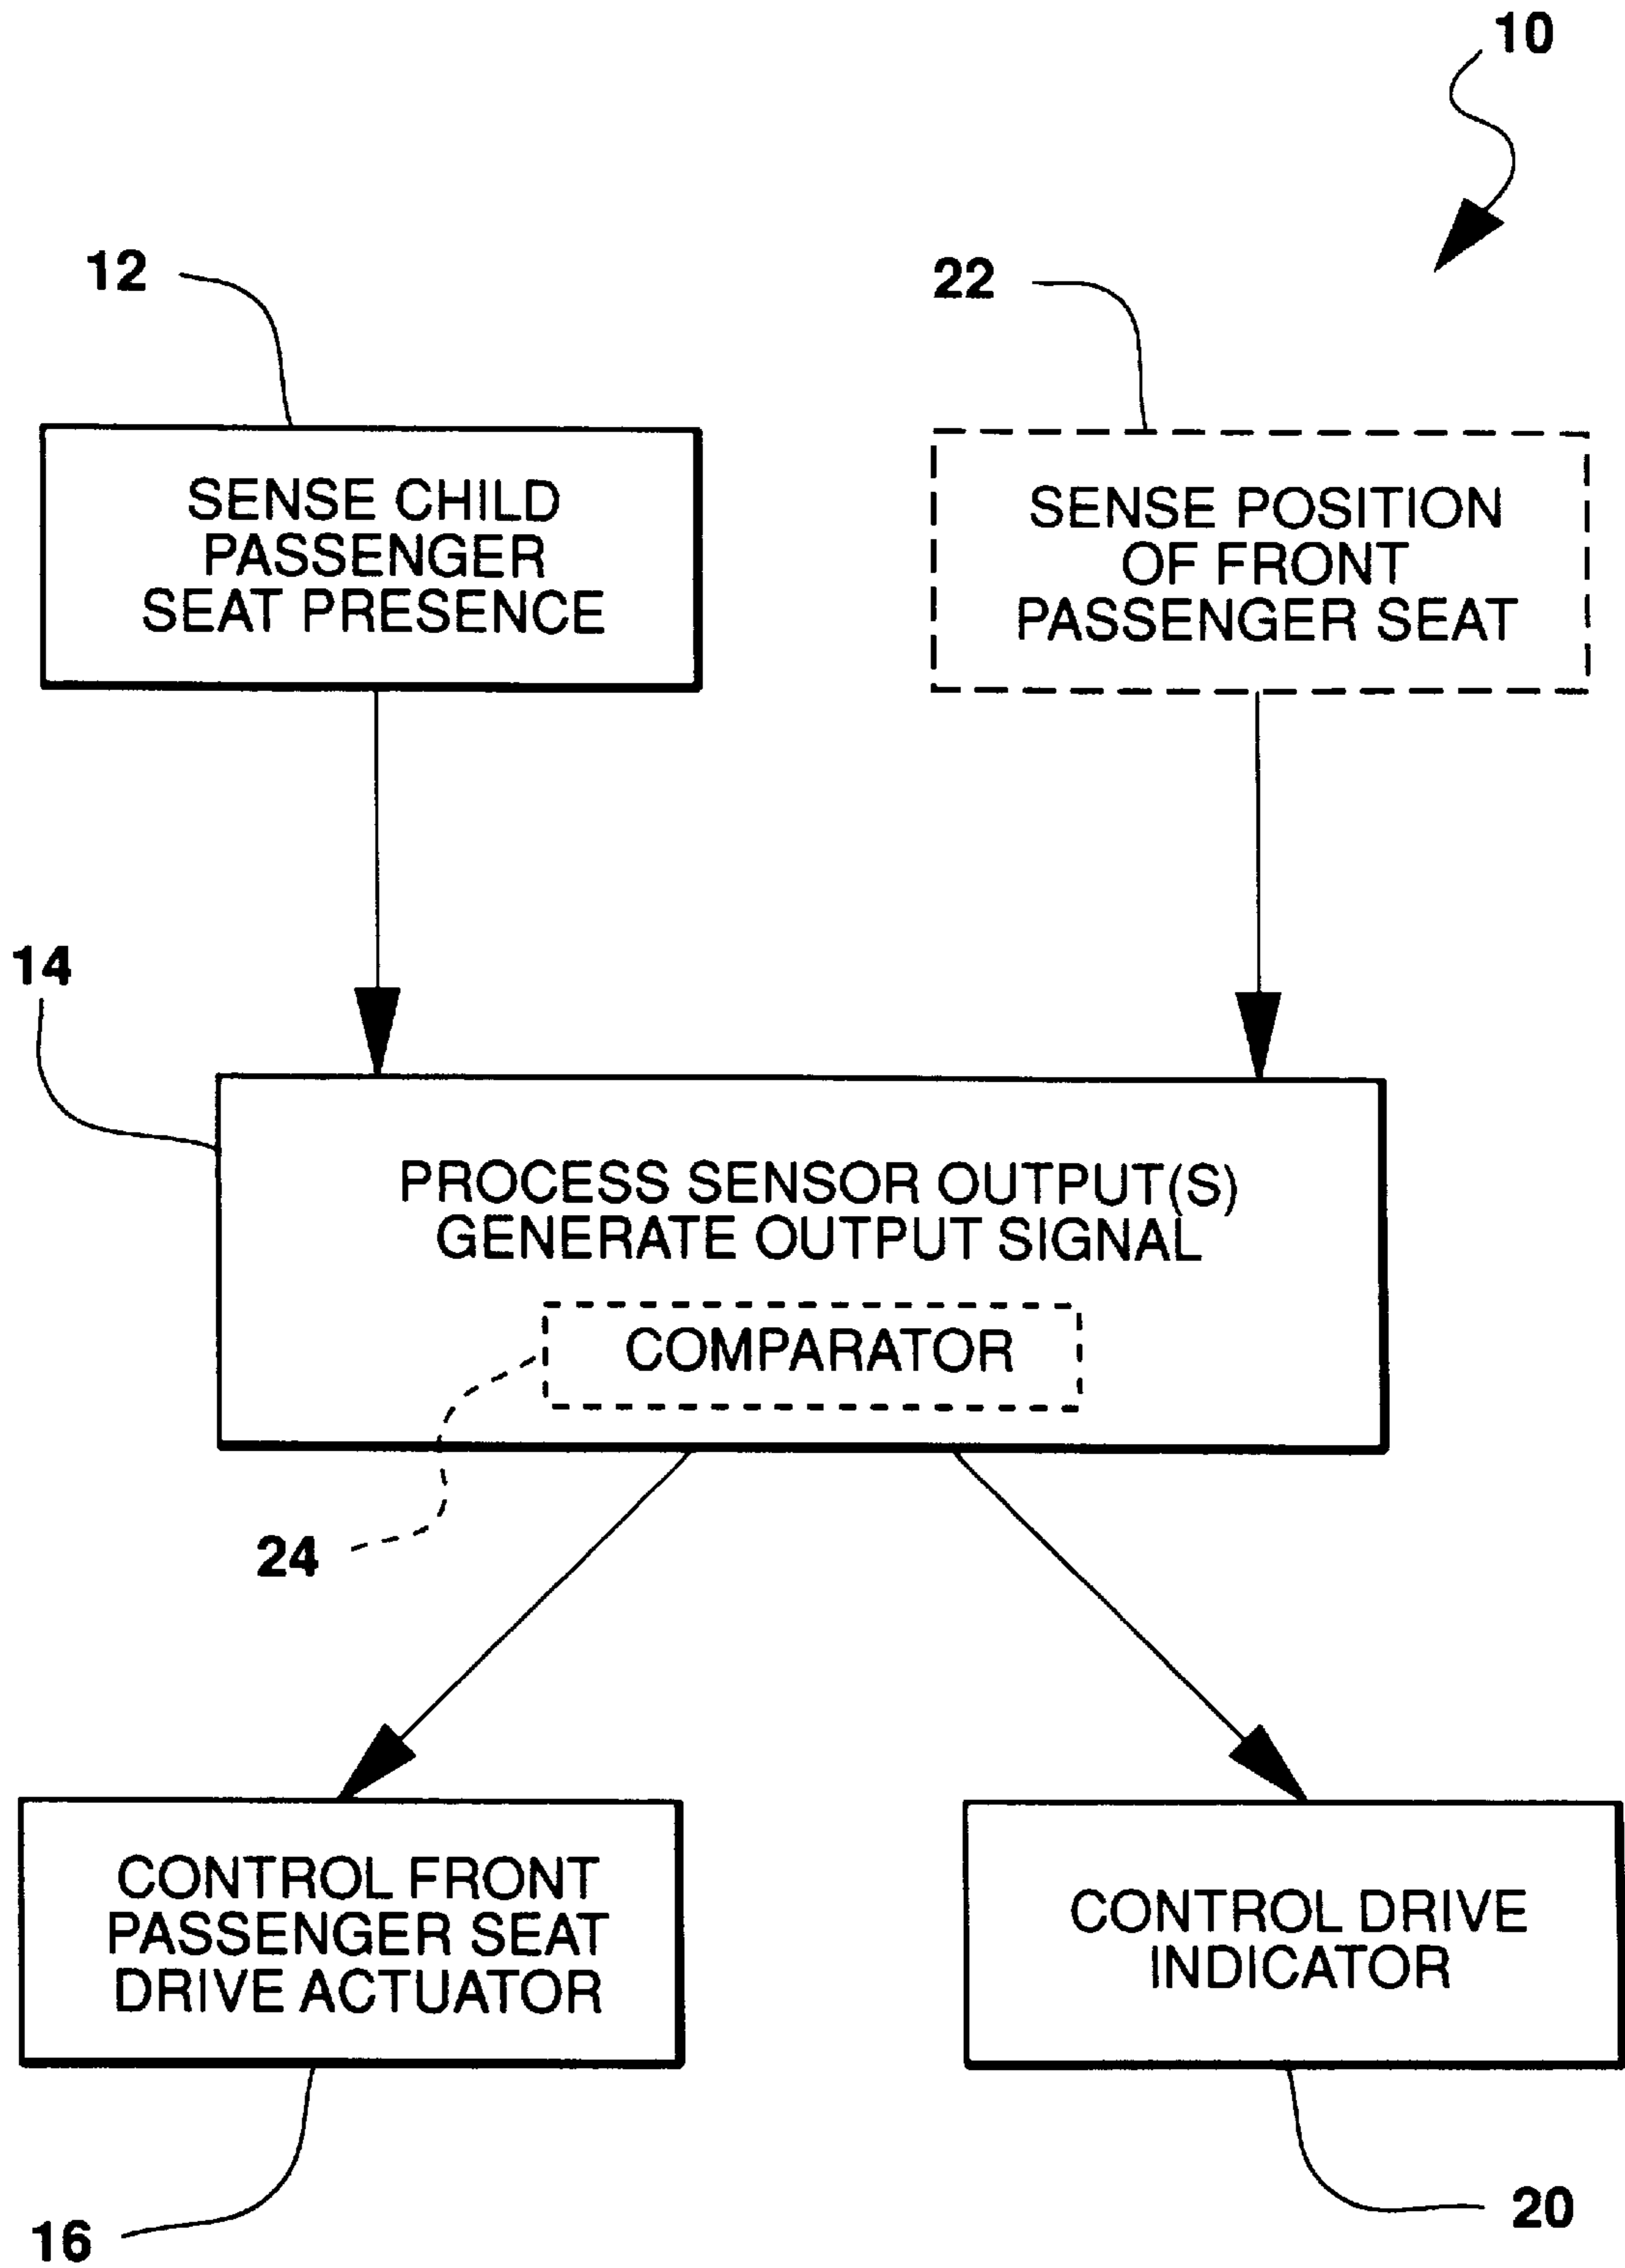 10
12
22
SENSE CHILD
PASSENGER
SEAT PRESENCE
SENSE POSITION
OF FRONT
PASSENGER SEAT
14
PROCESS SENSOR OUTPUT(S)
GENERATE OUTPUT SIGNAL
COMPARATOR
24
CONTROL FRONT
PASSENGER SEAT
DRIVE ACTUATOR
CONTROL DRIVE
INDICATOR
16
20